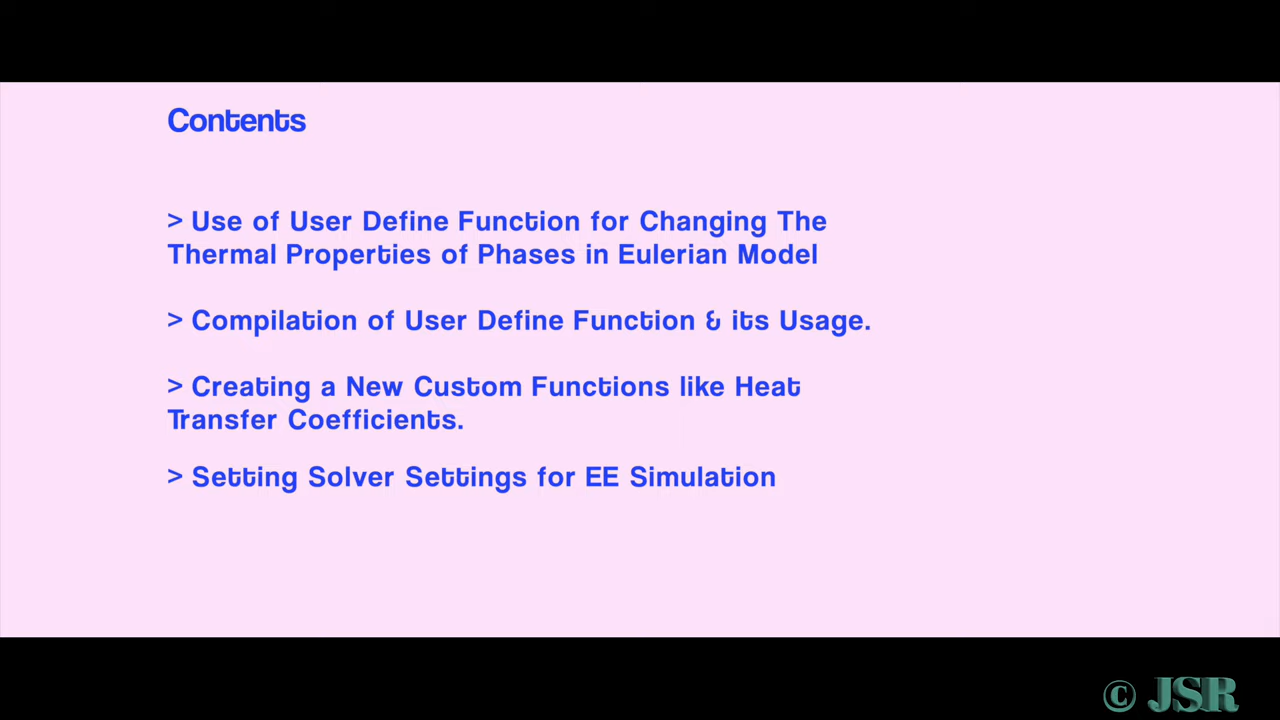 Contents
> Use of User Define Function for Changing The
Thermal Properties of Phases in Eulerian Model
> Compilation of User Define Function & its Usage.
> Creating a New Custom Functions like Heat
Transfer Coefficients.
> Setting Solver Settings for EE Simulation
© JSR